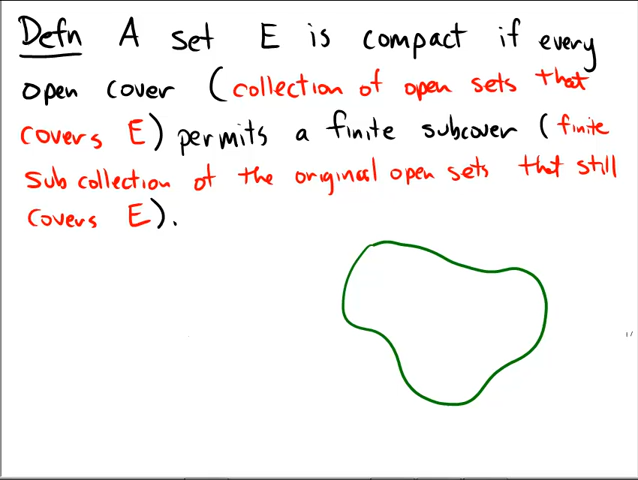 Defn A set E is compact if every
open cover (collection of open sets that
covers E) permits a finite subcover (finite
subcollection of the original open sets that still
covers E).